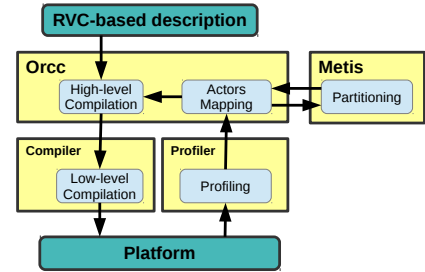 RVC-based description
Orcc
Metis
High-level
Compilation
Actors
Mapping
Partitioning
Compiler
Profiler
Low-level
Compilation
Profiling
Platform